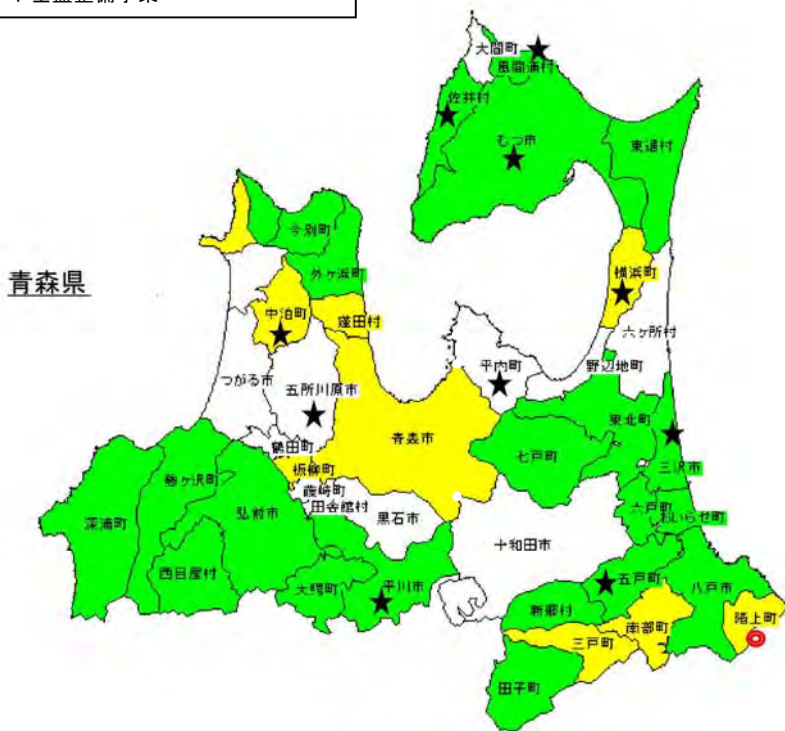 大間町
風間浦村
佐井村
むつ市
東通村
今別町
外ヶ浜町
青森県
横浜町
中泊町
蓬田村
六ヶ所村
平内町
野辺地町
つがる市
五所川原市
東北町
青森市
七戸町
三沢市
鶴田町
板柳町
鰺ヶ沢町
藤崎町
田舎館村
六戸町
おいらせ町
弘前市
黒石市
深浦町
十和田市
西目屋村
大鰐町
平川市
五戸町
八戸市
新郷村
階上町
南部町
三戸町
田子町